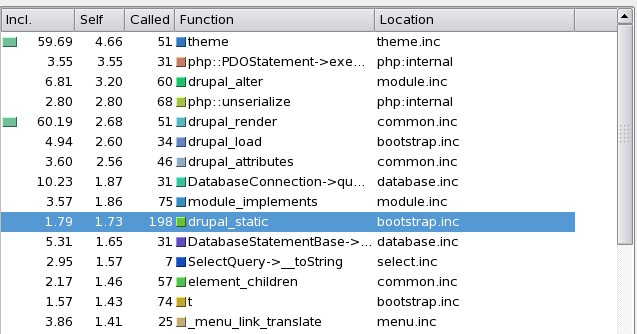 Incl. Self Called Function Location
59.69 4.66 51 theme theme.inc
3.55 3.55 31 php::PDOStatement->exe... php:internal
6.81 3.20 60 drupal_alter module.inc
2.80 2.80 68 php::unserialize php:internal
60.19 2.68 51 drupal_render common.inc
4.94 2.60 34 drupal_load bootstrap.inc
3.60 2.56 46 drupal_attributes common.inc
10.23 1.87 31 DatabaseConnection->qu... database.inc
3.57 1.86 75 module_implements module.inc
1.79 1.73 198 drupal_static bootstrap.inc
5.31 1.65 31 DatabaseStatementBase->... database.inc
2.95 1.57 7 SelectQuery->__toString select.inc
2.17 1.46 57 element_children common.inc
1.57 1.43 74 t bootstrap.inc
3.86 1.41 25 _menu_link_translate menu.inc